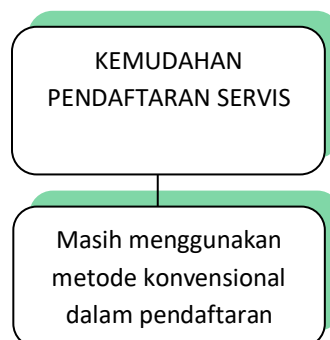 KEMUDAHAN
PENDAFTARAN SERVIS
Masih menggunakan
metode konvensional
dalam pendaftaran